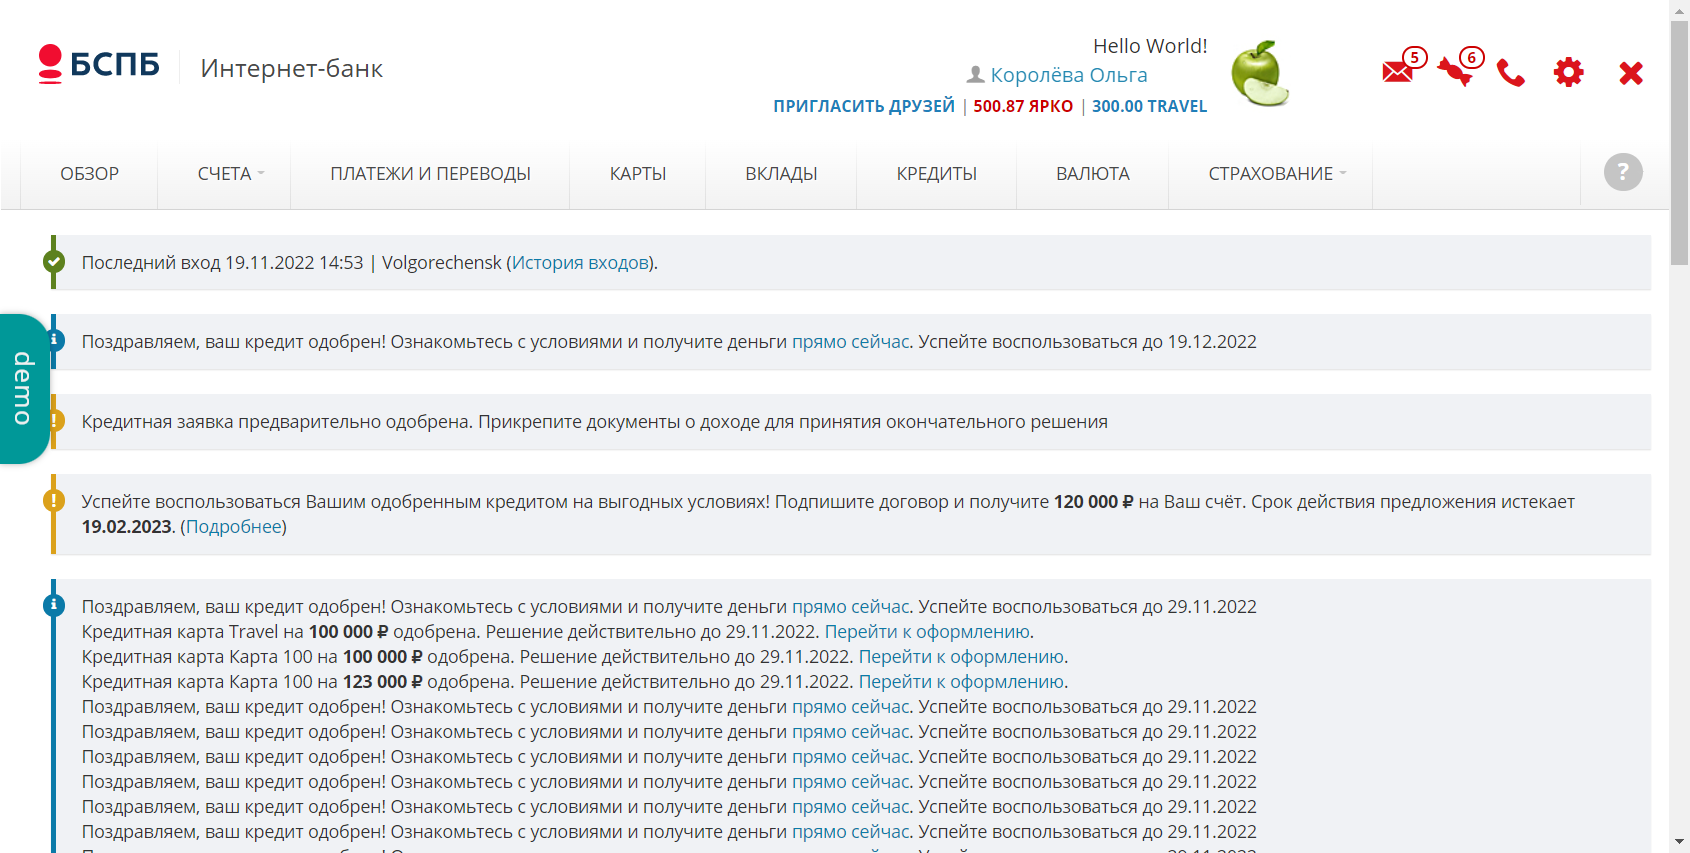 БСПБ Интернет-банк
Hello World!
Королёва Ольга
ПРИГЛАСИТЬ ДРУЗЕЙ | 500.87 ЯРКО | 300.00 TRAVEL
5
6
ОБЗОР СЧЕТА ПЛАТЕЖИ И ПЕРЕВОДЫ КАРТЫ ВКЛАДЫ КРЕДИТЫ ВАЛЮТА СТРАХОВАНИЕ ?
Последний вход 19.11.2022 14:53 | Volgorechensk (История входов).
Поздравляем, ваш кредит одобрен! Ознакомьтесь с условиями и получите деньги прямо сейчас. Успейте воспользоваться до 19.12.2022
demo
Кредитная заявка предварительно одобрена. Прикрепите документы о доходе для принятия окончательного решения
Успейте воспользоваться Вашим одобренным кредитом на выгодных условиях! Подпишите договор и получите 120 000 ₽ на Ваш счёт. Срок действия предложения истекает
19.02.2023. (Подробнее)
Поздравляем, ваш кредит одобрен! Ознакомьтесь с условиями и получите деньги прямо сейчас. Успейте воспользоваться до 29.11.2022
Кредитная карта Travel на 100 000 ₽ одобрена. Решение действительно до 29.11.2022. Перейти к оформлению.
Кредитная карта Карта 100 на 100 000 ₽ одобрена. Решение действительно до 29.11.2022. Перейти к оформлению.
Кредитная карта Карта 100 на 123 000 ₽ одобрена. Решение действительно до 29.11.2022. Перейти к оформлению.
Поздравляем, ваш кредит одобрен! Ознакомьтесь с условиями и получите деньги прямо сейчас. Успейте воспользоваться до 29.11.2022
Поздравляем, ваш кредит одобрен! Ознакомьтесь с условиями и получите деньги прямо сейчас. Успейте воспользоваться до 29.11.2022
Поздравляем, ваш кредит одобрен! Ознакомьтесь с условиями и получите деньги прямо сейчас. Успейте воспользоваться до 29.11.2022
Поздравляем, ваш кредит одобрен! Ознакомьтесь с условиями и получите деньги прямо сейчас. Успейте воспользоваться до 29.11.2022
Поздравляем, ваш кредит одобрен! Ознакомьтесь с условиями и получите деньги прямо сейчас. Успейте воспользоваться до 29.11.2022
Поздравляем, ваш кредит одобрен! Ознакомьтесь с условиями и получите деньги прямо сейчас. Успейте воспользоваться до 29.11.2022